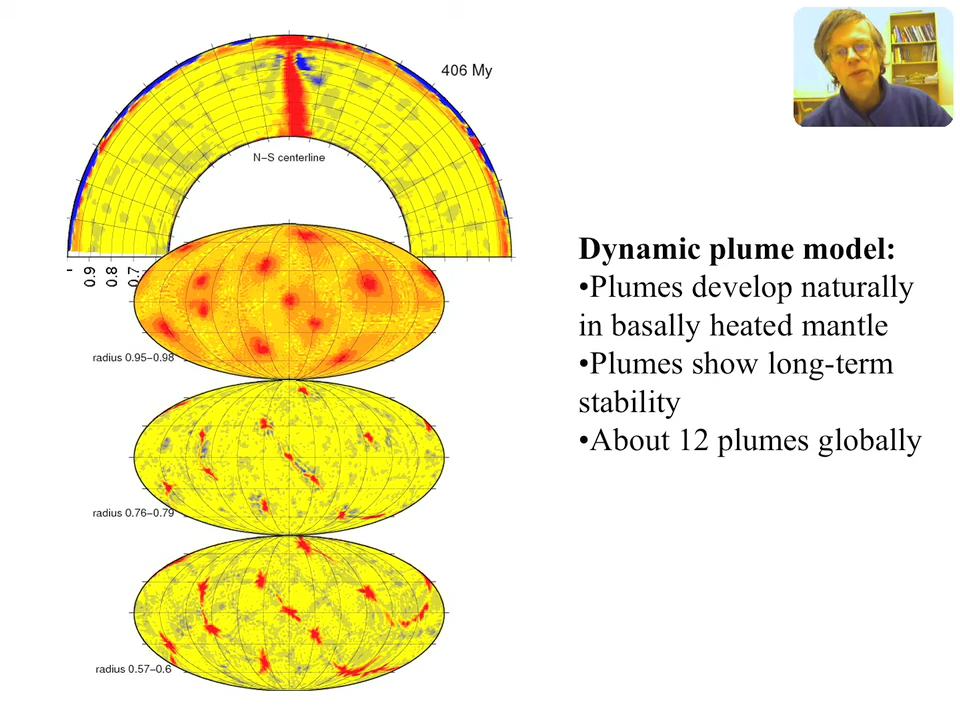 406 My
N−S centerline
1
0.9
0.8
0.7
radius 0.95−0.98
radius 0.76−0.79
radius 0.57−0.6
Dynamic plume model:
•Plumes develop naturally
in basally heated mantle
•Plumes show long-term
stability
•About 12 plumes globally